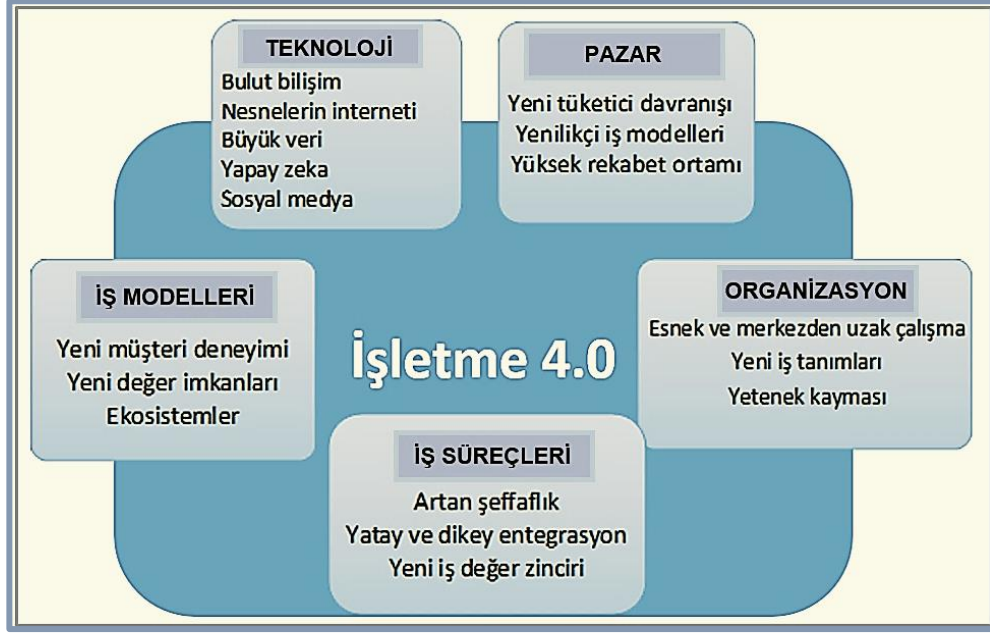 TEKNOLOJİ
Bulut bilişim
Nesnelerin interneti
Büyük veri
Yapay zeka
Sosyal medya
PAZAR
Yeni tüketici davranışı
Yenilikçi iş modelleri
Yüksek rekabet ortamı
İŞ MODELLERİ
Yeni müşteri deneyimi
Yeni değer imkanları
Ekosistemler
İşletme 4.0
ORGANİZASYON
Esnek ve merkezden uzak çalışma
Yeni iş tanımları
Yetenek kayması
İŞ SÜREÇLERİ
Artan şeffaflık
Yatay ve dikey entegrasyon
Yeni iş değer zinciri